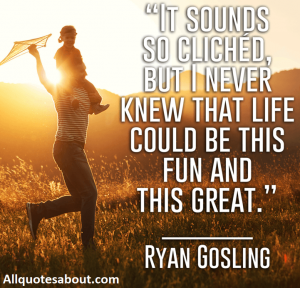 “It sounds
so clichéd,
but I never
knew that life
could be this
fun and
this great.”
Ryan Gosling
Allquotesabout.com